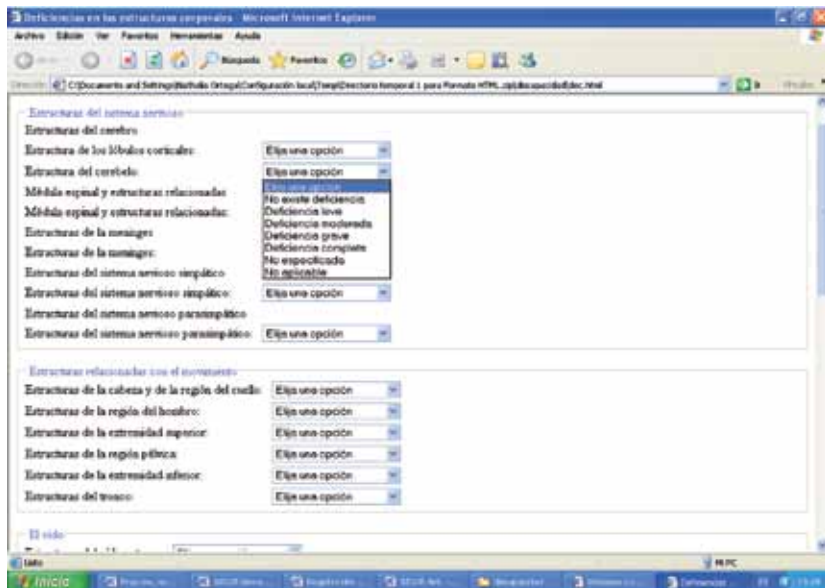 Deficiencias en las estructuras corporales - Microsoft Internet Explorer
Archivo Edición Ver Favoritos Herramientas Ayuda
Búsqueda Favoritos
Estructuras del sistema nervioso
Estructuras del cerebro
Estructura de los lóbulos corticales: Elija una opción
Estructura del cerebelo: Elija una opción
Elija una opción
No existe deficiencia
Deficiencia leve
Deficiencia moderada
Deficiencia grave
Deficiencia completa
No especificada
No aplicable
Médula espinal y estructuras relacionadas
Médula espinal y estructuras relacionadas:
Estructuras de la meninges
Estructuras de la meninges:
Estructuras del sistema nervioso simpático
Estructuras del sistema nervioso simpático: Elija una opción
Estructuras del sistema nervioso parasimpático
Estructuras del sistema nervioso parasimpático: Elija una opción
Estructuras relacionadas con el movimiento
Estructuras de la cabeza y de la región del cuello: Elija una opción
Estructuras de la región del hombro: Elija una opción
Estructuras de la extremidad superior: Elija una opción
Estructuras de la región pélvica: Elija una opción
Estructuras de la extremidad inferior: Elija una opción
Estructuras del tronco: Elija una opción
El oído
Listo Mi PC
Inicio